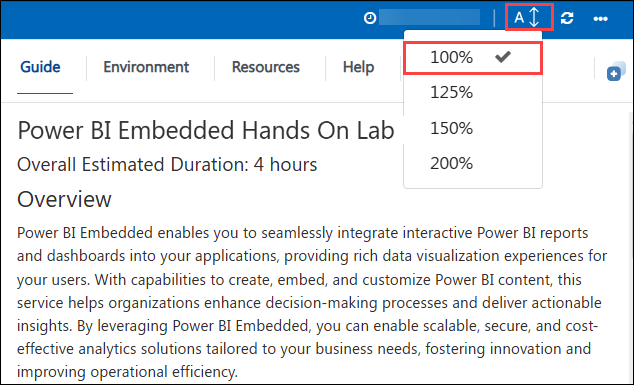 A
100%
Guide
Environment
Resources
Help
125%
150%
200%
Power BI Embedded Hands On Lab
Overall Estimated Duration: 4 hours
Overview
Power BI Embedded enables you to seamlessly integrate interactive Power BI reports
and dashboards into your applications, providing rich data visualization experiences for
your users. With capabilities to create, embed, and customize Power BI content, this
service helps organizations enhance decision-making processes and deliver actionable
insights. By leveraging Power BI Embedded, you can enable scalable, secure, and cost-
effective analytics solutions tailored to your business needs, fostering innovation and
improving operational efficiency.